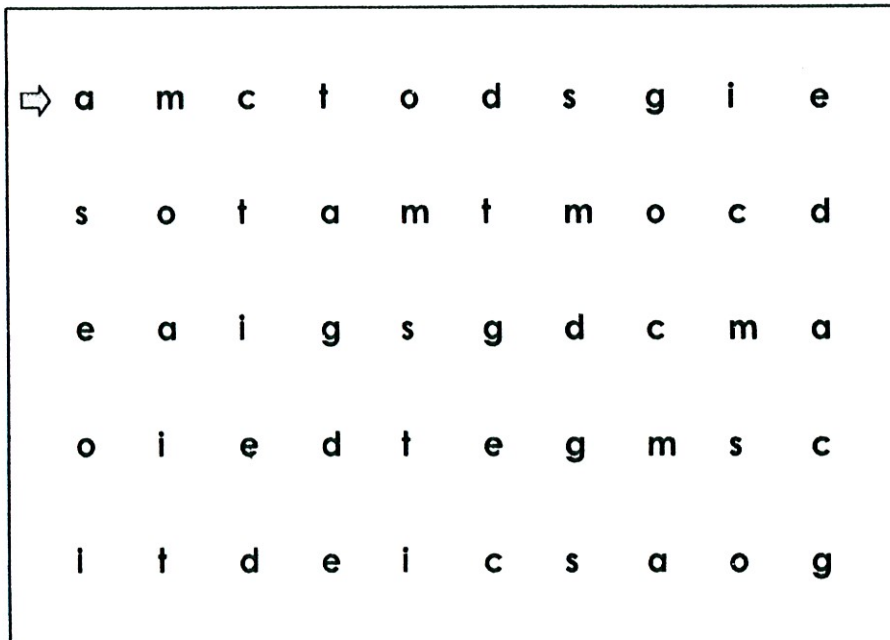 a m c t o d s g i e
s o t a m t m o c d
e a i g s g d c m a
o i e d t e g m s c
i t d e i c s a o g